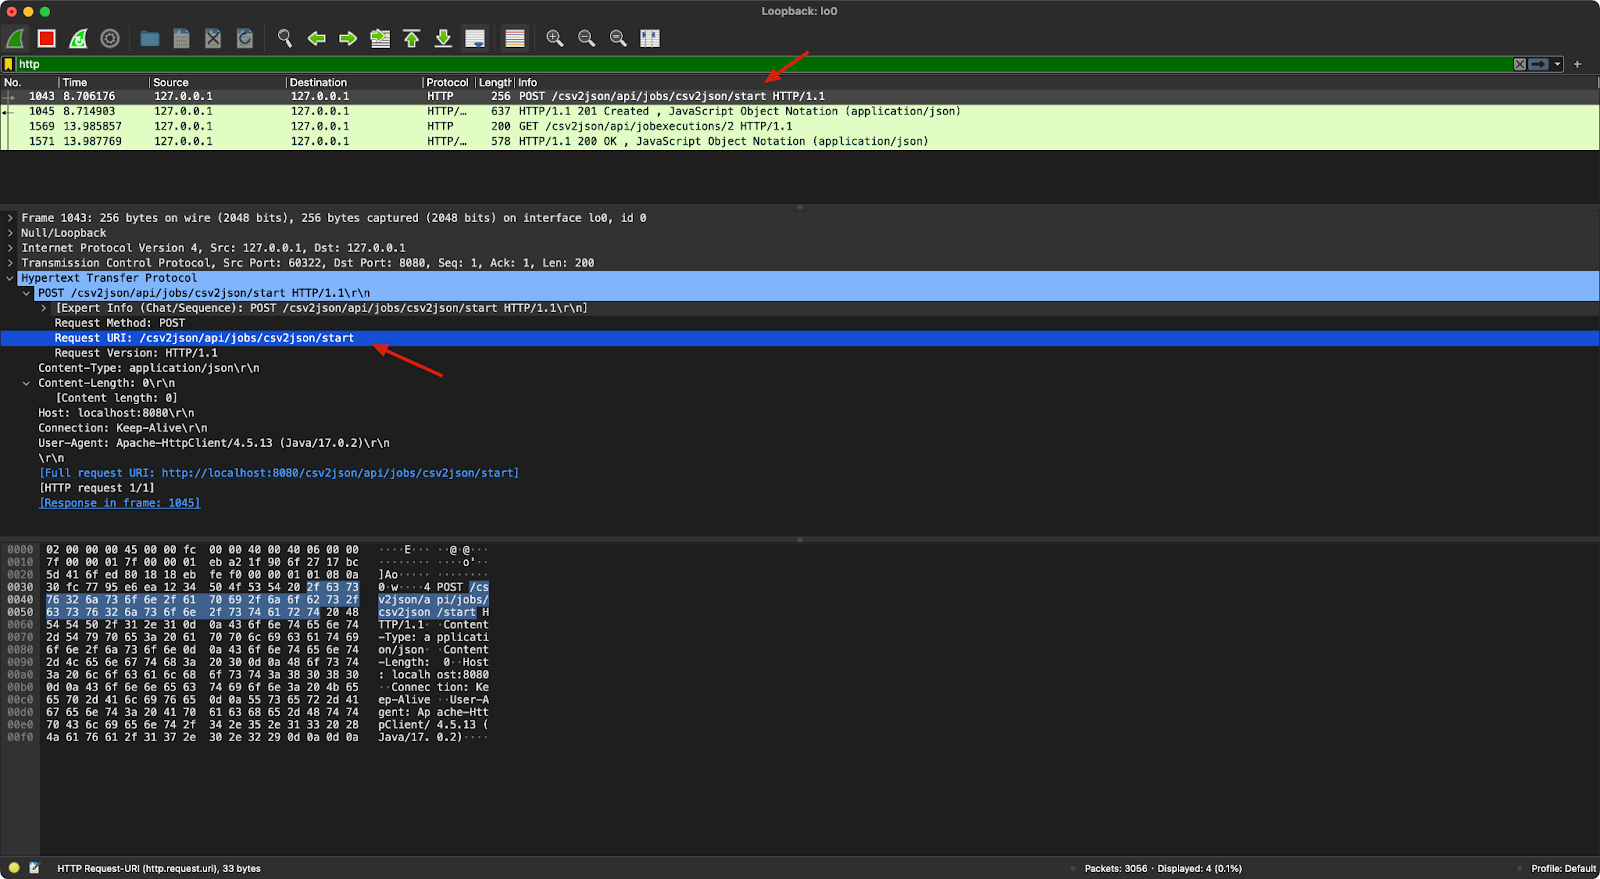 Loopback: lo0
http
No. Time Source Destination Protocol Length Info
1043 8.706176 127.0.0.1 127.0.0.1 HTTP 256 POST /csv2json/api/jobs/csv2json/start HTTP/1.1
1045 8.714903 127.0.0.1 127.0.0.1 HTTP/… 637 HTTP/1.1 201 Created , JavaScript Object Notation (application/json)
1569 13.985857 127.0.0.1 127.0.0.1 HTTP 200 GET /csv2json/api/jobexecutions/2 HTTP/1.1
1571 13.987769 127.0.0.1 127.0.0.1 HTTP/… 578 HTTP/1.1 200 OK , JavaScript Object Notation (application/json)
Frame 1043: 256 bytes on wire (2048 bits), 256 bytes captured (2048 bits) on interface lo0, id 0
Null/Loopback
Internet Protocol Version 4, Src: 127.0.0.1, Dst: 127.0.0.1
Transmission Control Protocol, Src Port: 60322, Dst Port: 8080, Seq: 1, Ack: 1, Len: 200
Hypertext Transfer Protocol
POST /csv2json/api/jobs/csv2json/start HTTP/1.1\r\n
[Expert Info (Chat/Sequence): POST /csv2json/api/jobs/csv2json/start HTTP/1.1\r\n]
Request Method: POST
Request URI: /csv2json/api/jobs/csv2json/start
Request Version: HTTP/1.1
Content-Type: application/json\r\n
Content-Length: 0\r\n
[Content length: 0]
Host: localhost:8080\r\n
Connection: Keep-Alive\r\n
User-Agent: Apache-HttpClient/4.5.13 (Java/17.0.2)\r\n
\r\n
[Full request URI: http://localhost:8080/csv2json/api/jobs/csv2json/start]
[HTTP request 1/1]
[Response in frame: 1045]
0000 02 00 00 00 45 00 00 fc 00 00 40 00 40 06 00 00 ····E··· ··@·@···
0010 7f 00 00 01 7f 00 00 01 eb a2 1f 90 6f 27 17 bc ········ ····o'··
0020 5d 41 6f ed 80 18 18 eb fe f0 00 00 01 01 08 0a ]Ao····· ········
0030 30 fc 77 95 e6 ea 12 34 50 4f 53 54 20 2f 63 73 0·w····4 POST /cs
0040 76 32 6a 73 6f 6e 2f 61 70 69 2f 6a 6f 62 73 2f v2json/a pi/jobs/
0050 63 73 76 32 6a 73 6f 6e 2f 73 74 61 72 74 20 48 csv2json /start H
0060 54 54 50 2f 31 2e 31 0d 0a 43 6f 6e 74 65 6e 74 TTP/1.1· ·Content
0070 2d 54 79 70 65 3a 20 61 70 70 6c 69 63 61 74 69 -Type: a pplicati
0080 6f 6e 2f 6a 73 6f 6e 0d 0a 43 6f 6e 74 65 6e 74 on/json· ·Content
0090 2d 4c 65 6e 67 74 68 3a 20 30 0d 0a 48 6f 73 74 -Length: 0··Host
00a0 3a 20 6c 6f 63 61 6c 68 6f 73 74 3a 38 30 38 30 : localh ost:8080
00b0 0d 0a 43 6f 6e 6e 65 63 74 69 6f 6e 3a 20 4b 65 ··Connec tion: Ke
00c0 65 70 2d 41 6c 69 76 65 0d 0a 55 73 65 72 2d 41 ep-Alive ··User-A
00d0 67 65 6e 74 3a 20 41 70 61 63 68 65 2d 48 74 74 gent: Ap ache-Htt
00e0 70 43 6c 69 65 6e 74 2f 34 2e 35 2e 31 33 20 28 pClient/ 4.5.13 (
00f0 4a 61 76 61 2f 31 37 2e 30 2e 32 29 0d 0a 0d 0a Java/17. 0.2)····
HTTP Request-URI (http.request.uri), 33 bytes
Packets: 3056 · Displayed: 4 (0.1%)
Profile: Default